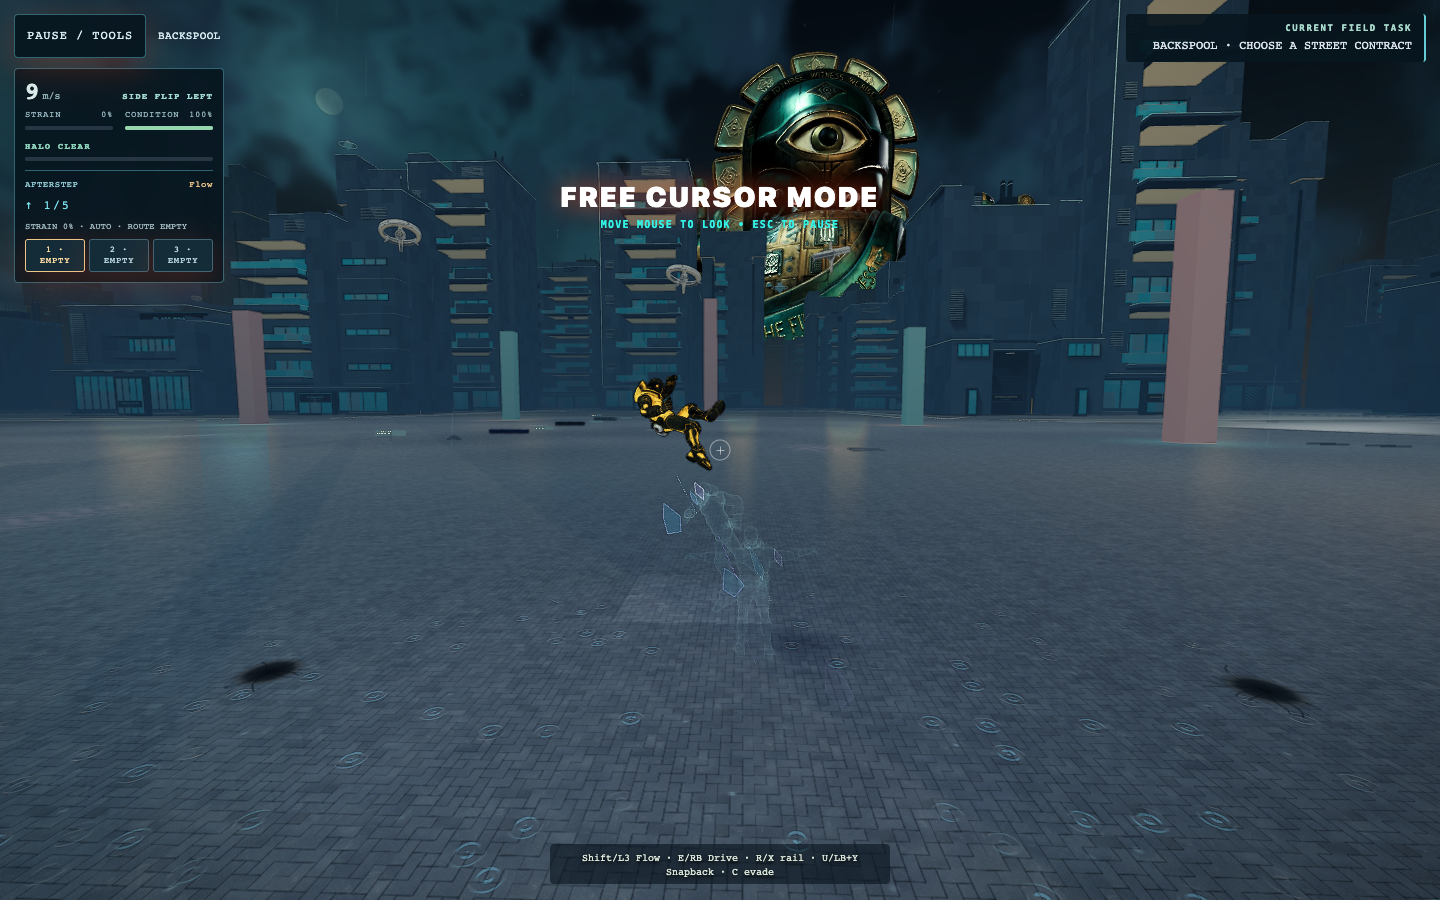 PAUSE / TOOLS
BACKSPOOL
CURRENT FIELD TASK
BACKSPOOL · CHOOSE A STREET CONTRACT
9 m/s
SIDE FLIP LEFT
STRAIN 0%
CONDITION 100%
HALO CLEAR
AFTERSTEP
Flow
↑ 1/5
STRAIN 0% · AUTO · ROUTE EMPTY
1 · EMPTY
2 · EMPTY
3 · EMPTY
WITNESS
FREE CURSOR MODE
MOVE MOUSE TO LOOK • ESC TO PAUSE
Shift/L3 Flow · E/RB Drive · R/X rail · U/LB+Y
Snapback · C evade